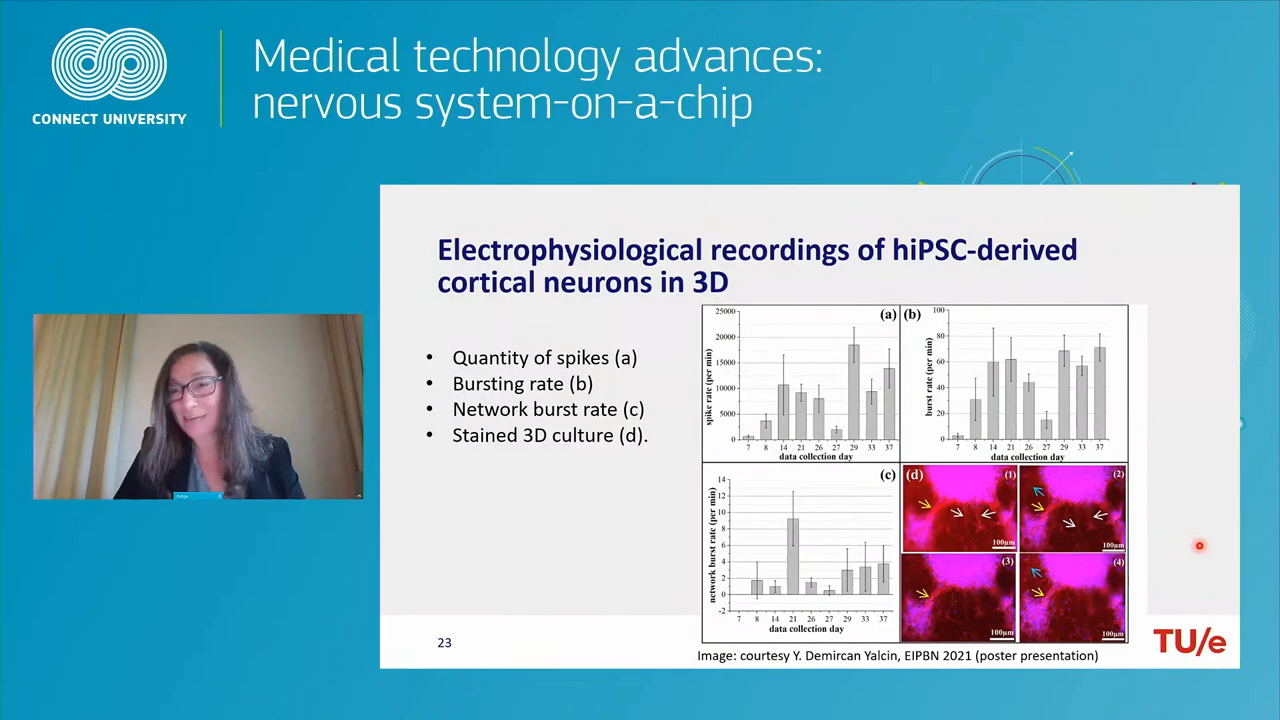 CONNECT UNIVERSITY
Medical technology advances:
nervous system-on-a-chip
Electrophysiological recordings of hiPSC-derived
cortical neurons in 3D
• Quantity of spikes (a)
• Bursting rate (b)
• Network burst rate (c)
• Stained 3D culture (d).
(a)
spike rate (per min)
25000
20000
15000
10000
5000
0
7 8 14 21 26 27 29 33 37
data collection day
(b)
burst rate (per min)
100
80
60
40
20
0
7 8 14 21 26 27 29 33 37
data collection day
(c)
network burst rate (per min)
14
12
10
8
6
4
2
0
-2
7 8 14 21 26 27 29 33 37
data collection day
(d)
(1)
100μm
(2)
100μm
(3)
100μm
(4)
100μm
23
Image: courtesy Y. Demircan Yalcin, EIPBN 2021 (poster presentation)
TU/e